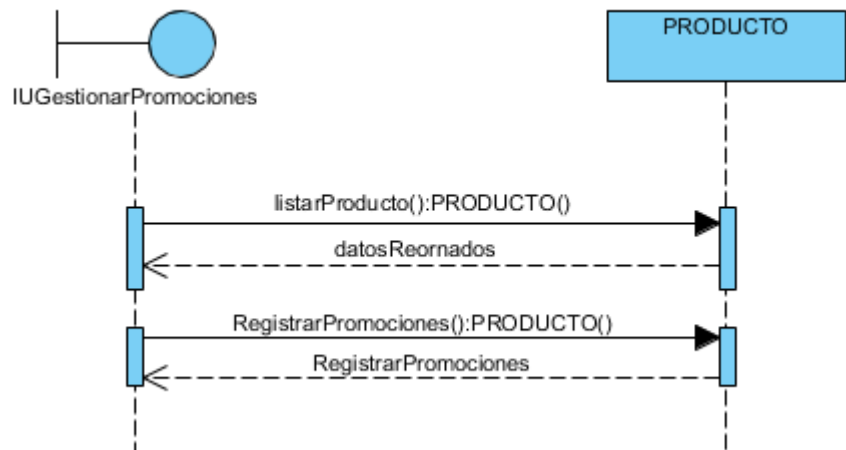 PRODUCTO
IUGestionarPromociones
listarProducto():PRODUCTO()
datosReornados
RegistrarPromociones():PRODUCTO()
RegistrarPromociones